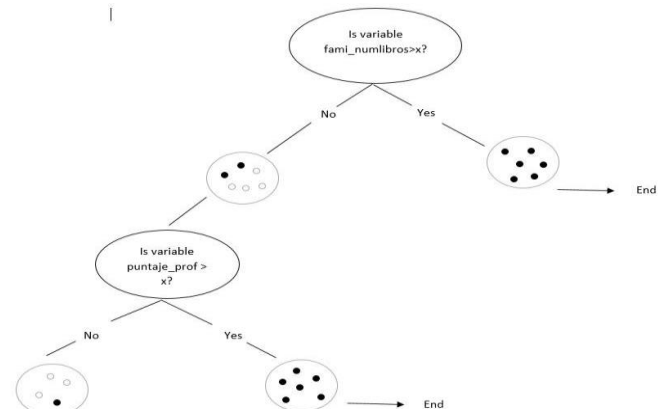 Is variable
fami_numlibros>x?
No
Yes
End
Is variable
puntaje_prof >
x?
No
Yes
End